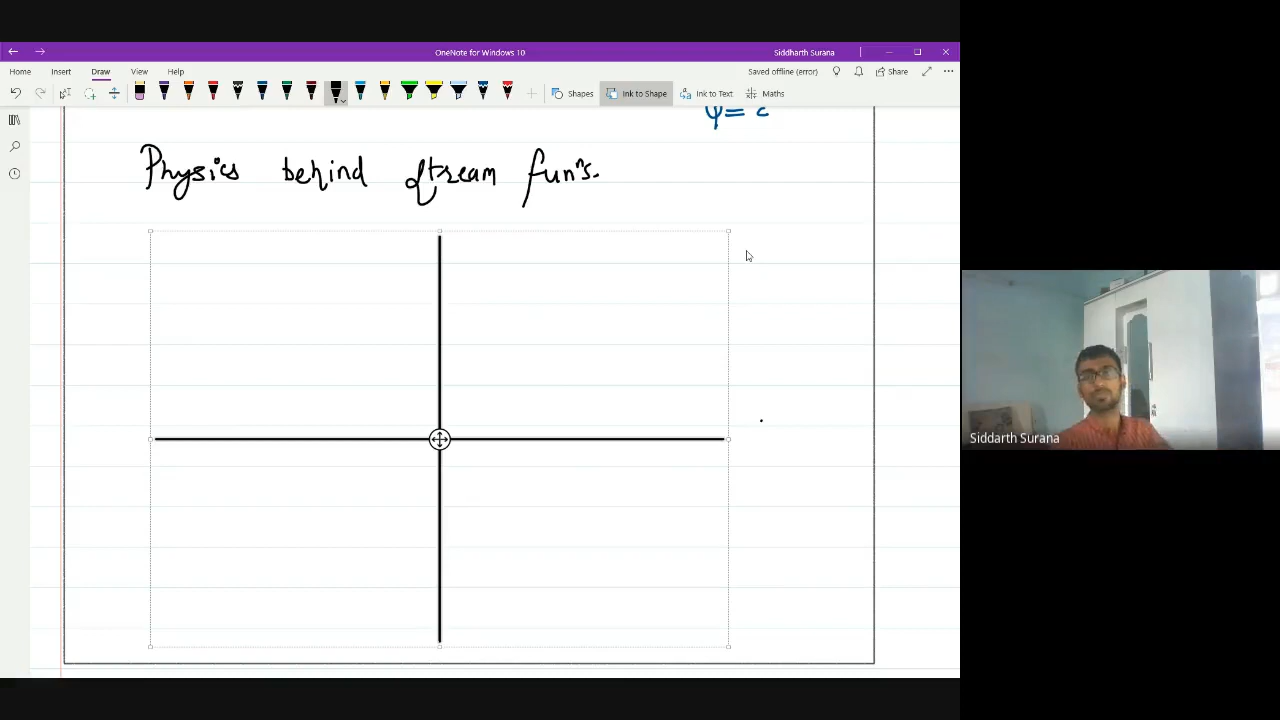 OneNote for Windows 10
Siddharth Surana
Home Insert Draw View Help
Saved offline (error) Share
Shapes Ink to Shape Ink to Text Maths
ψ= c
Physics behind stream funⁿs.
Siddarth Surana